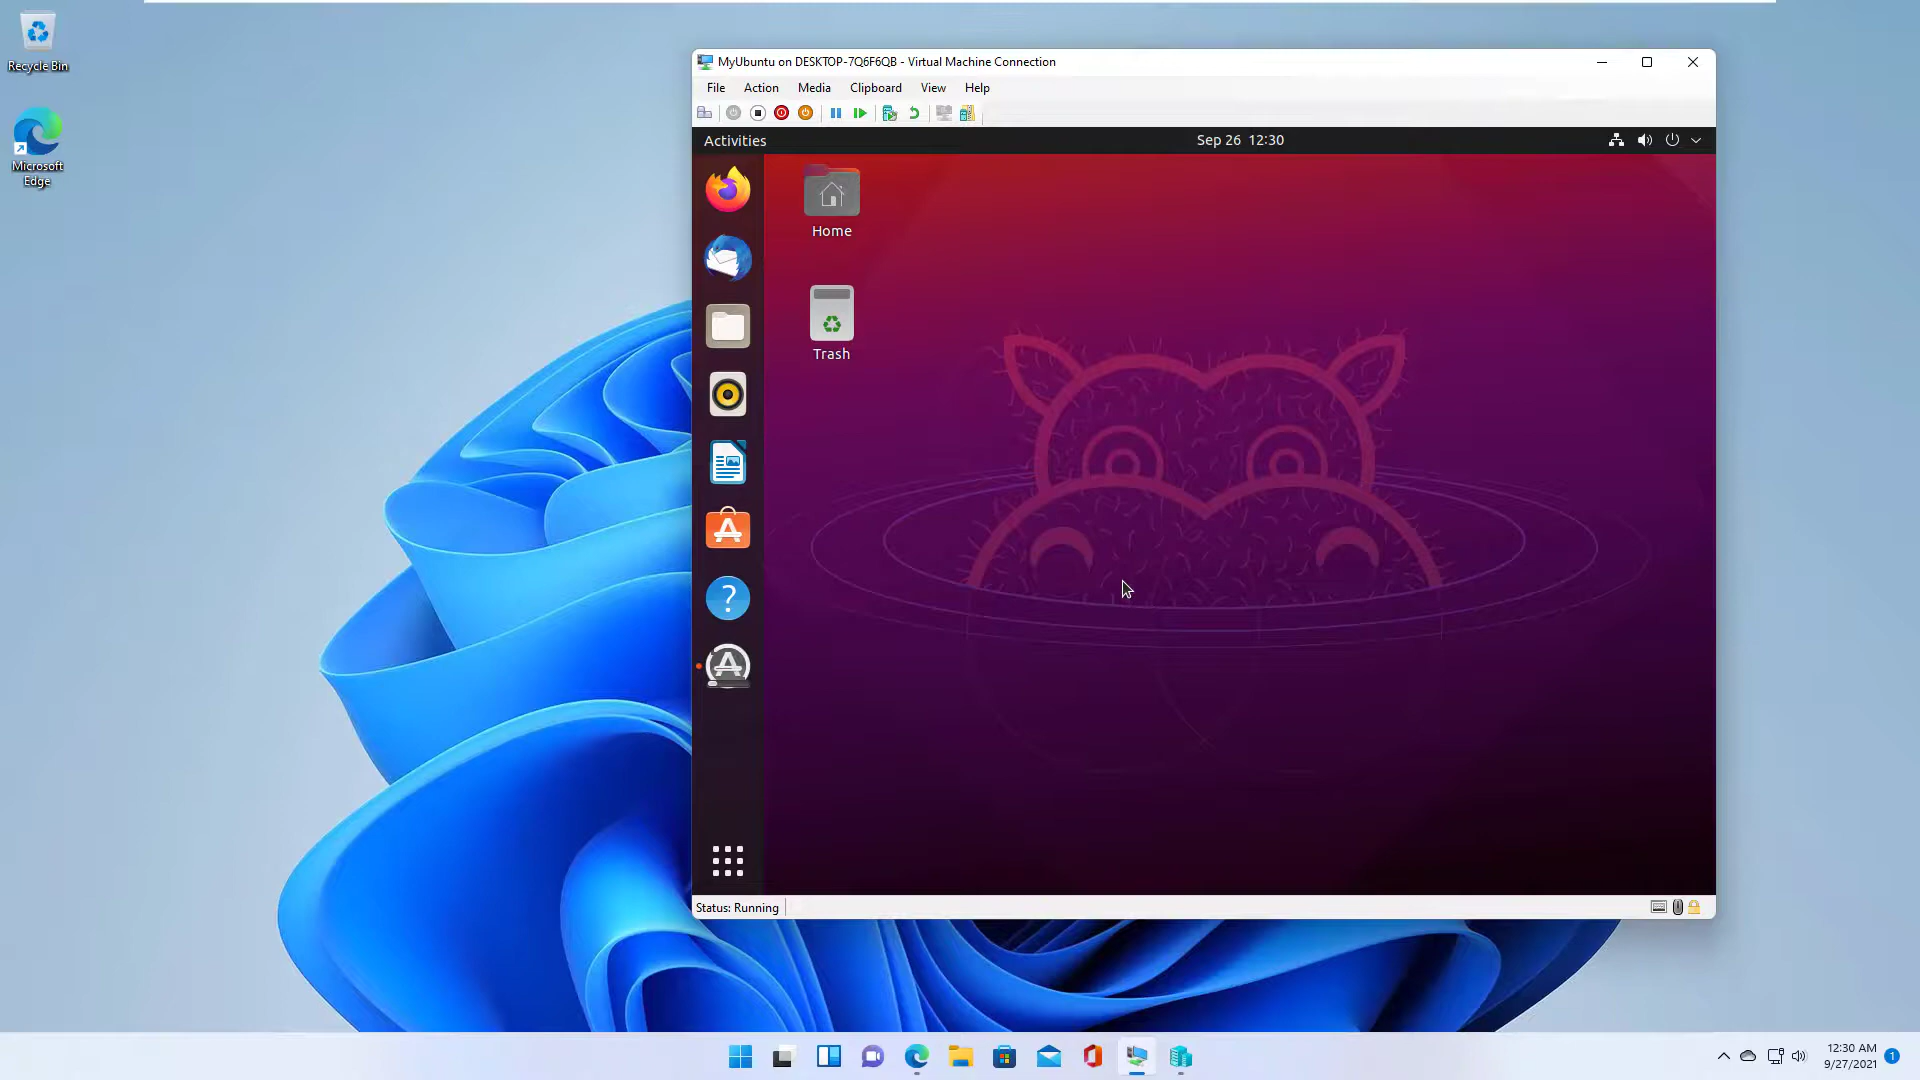 Recycle Bin
Microsoft
Edge
MyUbuntu on DESKTOP-7Q6F6QB - Virtual Machine Connection
File Action Media Clipboard View Help
Activities
Sep 26 12:30
Home
Trash
Status: Running
12:30 AM
9/27/2021
1